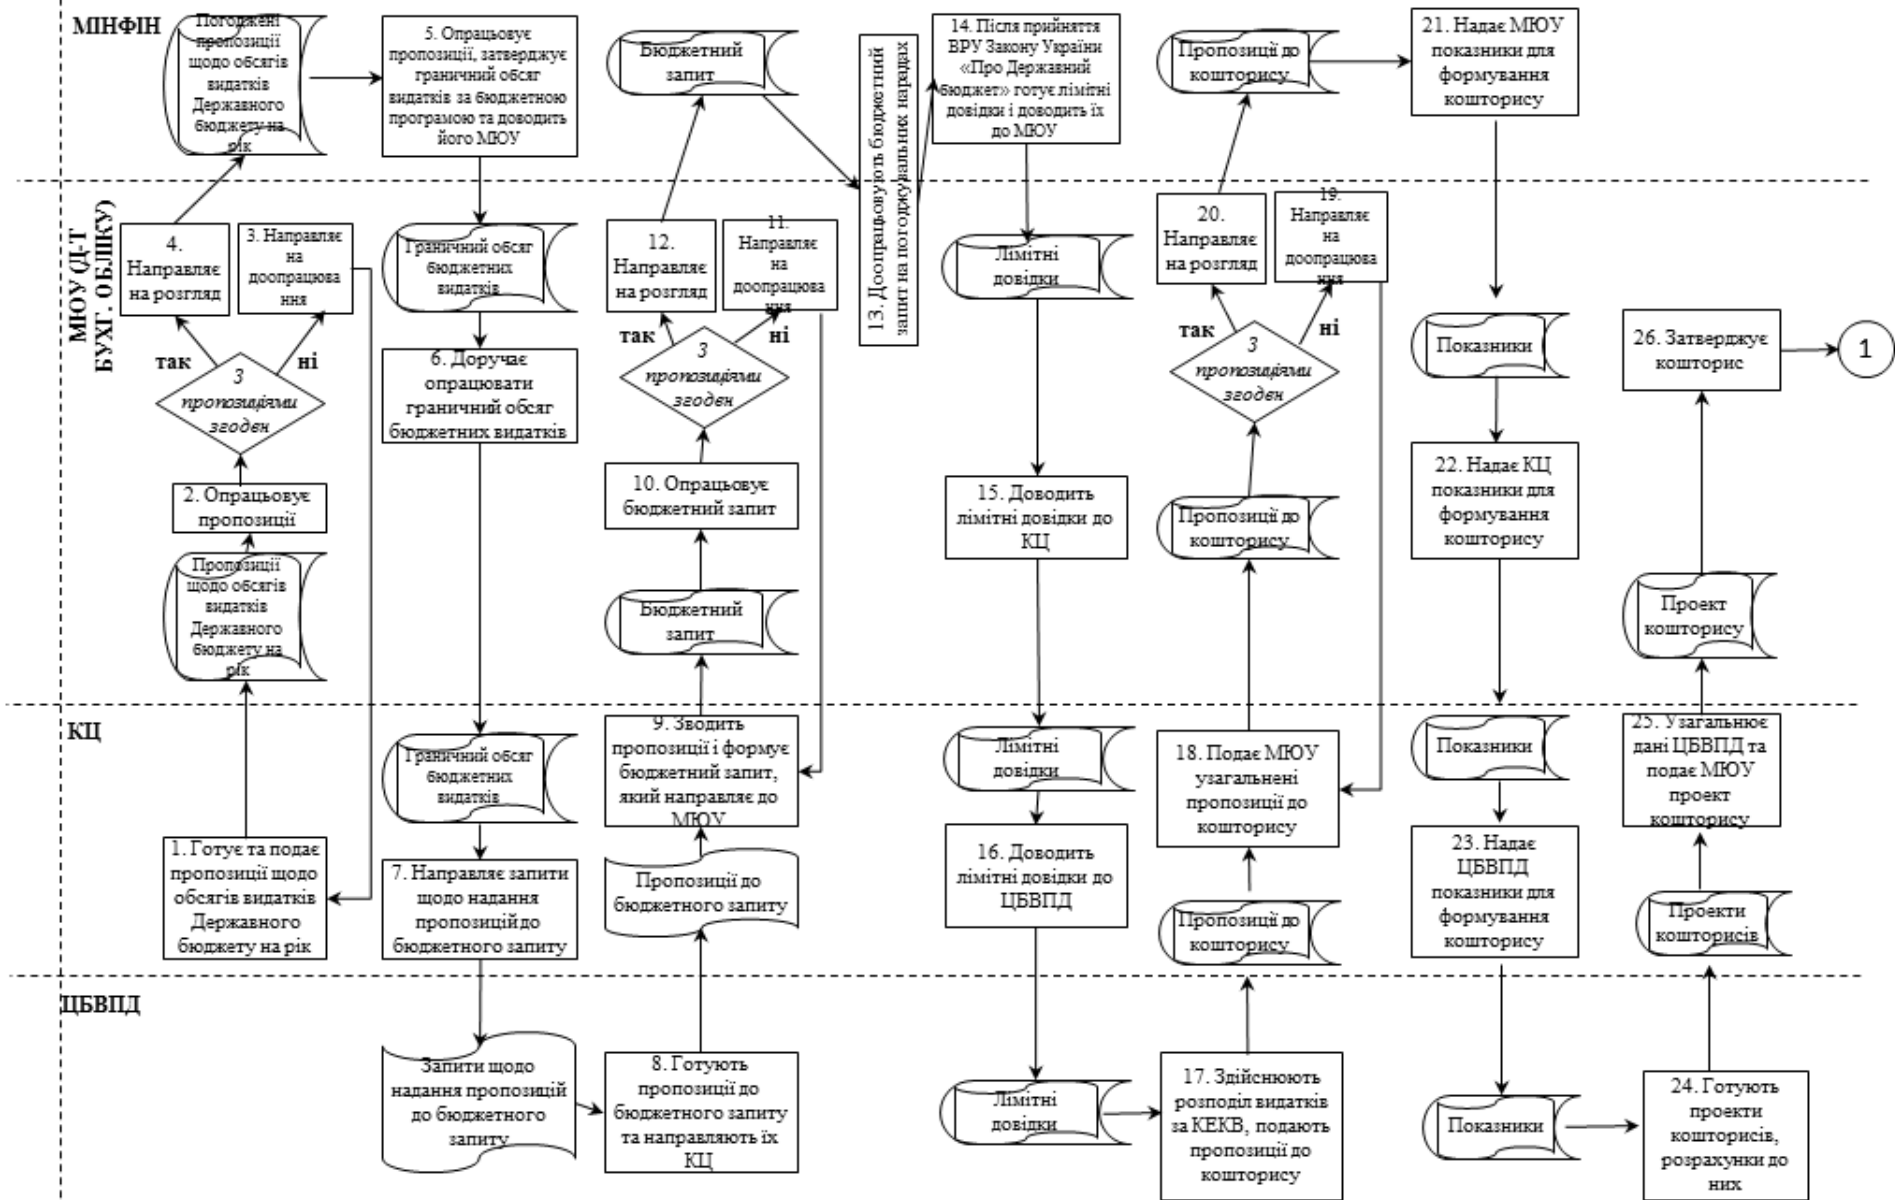 МІНФІН
Погоджені
пропозиції
щодо обсягів
видатків
Державного
бюджету на
рік
5. Опрацьовує
пропозиції, затверджує
граничний обсяг
видатків за бюджетною
програмою та доводить
його МЮУ
Бюджетний
запит
13. Доопрацьовують бюджетний
запит на погоджувальних нарадах
14. Після прийняття
ВРУ Закону України
«Про Державний
бюджет» готує лімітні
довідки і доводить їх
до МЮУ
Пропозиції до
кошторису
21. Надає МЮУ
показники для
формування
кошторису
МЮУ (Д-Т
БУХГ. ОБЛІКУ)
4.
Направляє
на розгляд
3. Направляє
на
доопрацюва
ння
так
ні
З
пропозиціями
згоден
2. Опрацьовує
пропозиції
Пропозиції
щодо обсягів
видатків
Державного
бюджету на
рік
Граничний обсяг
бюджетних
видатків
6. Доручає
опрацювати
граничний обсяг
бюджетних видатків
12.
Направляє
на розгляд
11.
Направляє
на
доопрацюва
ння
так
ні
З
пропозиціями
згоден
10. Опрацьовує
бюджетний запит
Бюджетний
запит
Лімітні
довідки
15. Доводить
лімітні довідки до
КЦ
20.
Направляє
на розгляд
19.
Направляє
на
доопрацюва
ння
так
ні
З
пропозиціями
згоден
Пропозиції до
кошторису
Показники
22. Надає КЦ
показники для
формування
кошторису
26. Затверджує
кошторис
1
Проект
кошторису
КЦ
1. Готує та подає
пропозиції щодо
обсягів видатків
Державного
бюджету на рік
Граничний обсяг
бюджетних
видатків
7. Направляє запити
щодо надання
пропозицій до
бюджетного запиту
9. Зводить
пропозиції і формує
бюджетний запит,
який направляє до
МЮУ
Пропозиції до
бюджетного запиту
Лімітні
довідки
16. Доводить
лімітні довідки до
ЦБВПД
18. Подає МЮУ
узагальнені
пропозиції до
кошторису
Пропозиції до
кошторису
Показники
23. Надає
ЦБВПД
показники для
формування
кошторису
25. Узагальнює
дані ЦБВПД та
подає МЮУ
проект
кошторису
Проекти
кошторисів
ЦБВПД
Запити щодо
надання пропозицій
до бюджетного
запиту
8. Готують
пропозиції до
бюджетного запиту
та направляють їх
КЦ
Лімітні
довідки
17. Здійснюють
розподіл видатків
за КЕКВ, подають
пропозиції до
кошторису
Показники
24. Готують
проекти
кошторисів,
розрахунки до
них